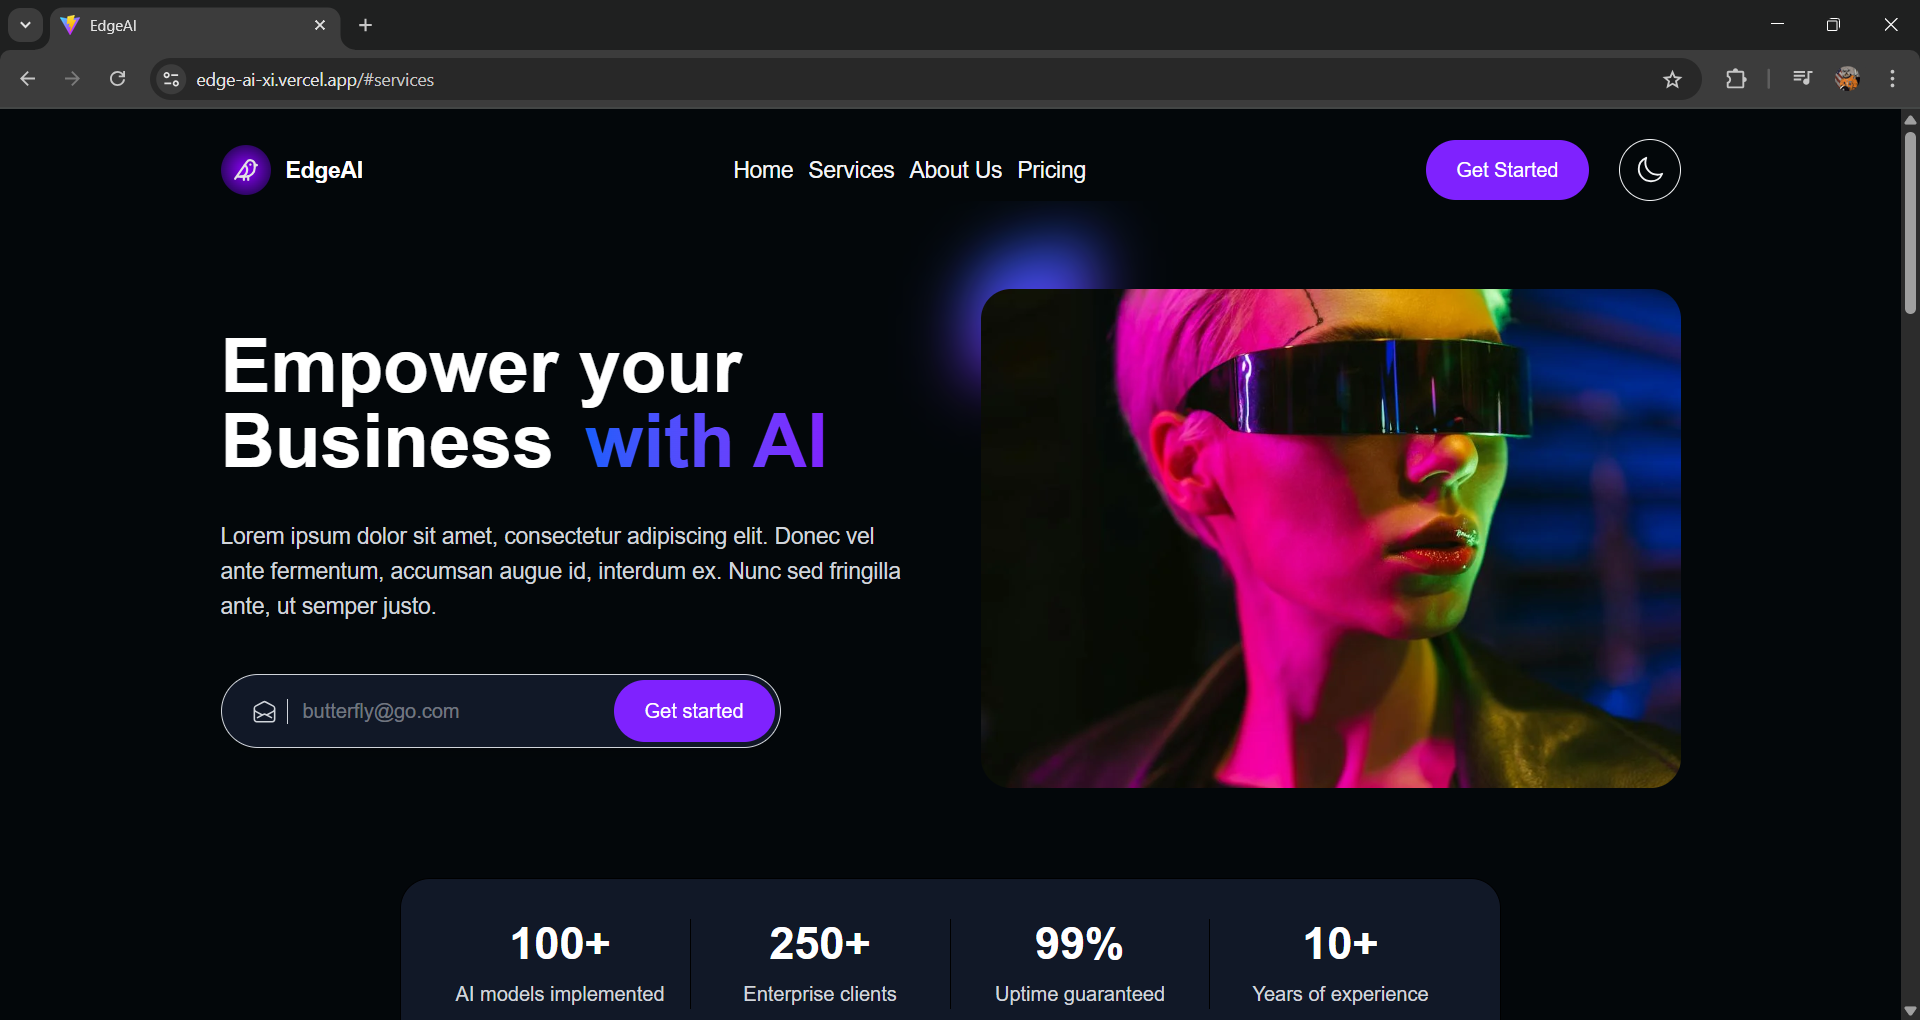 EdgeAI
edge-ai-xi.vercel.app/#services
EdgeAI
Home Services About Us Pricing
Get Started
Empower your
Business with AI
Lorem ipsum dolor sit amet, consectetur adipiscing elit. Donec vel
ante fermentum, accumsan augue id, interdum ex. Nunc sed fringilla
ante, ut semper justo.
butterfly@go.com
Get started
100+
AI models implemented
250+
Enterprise clients
99%
Uptime guaranteed
10+
Years of experience